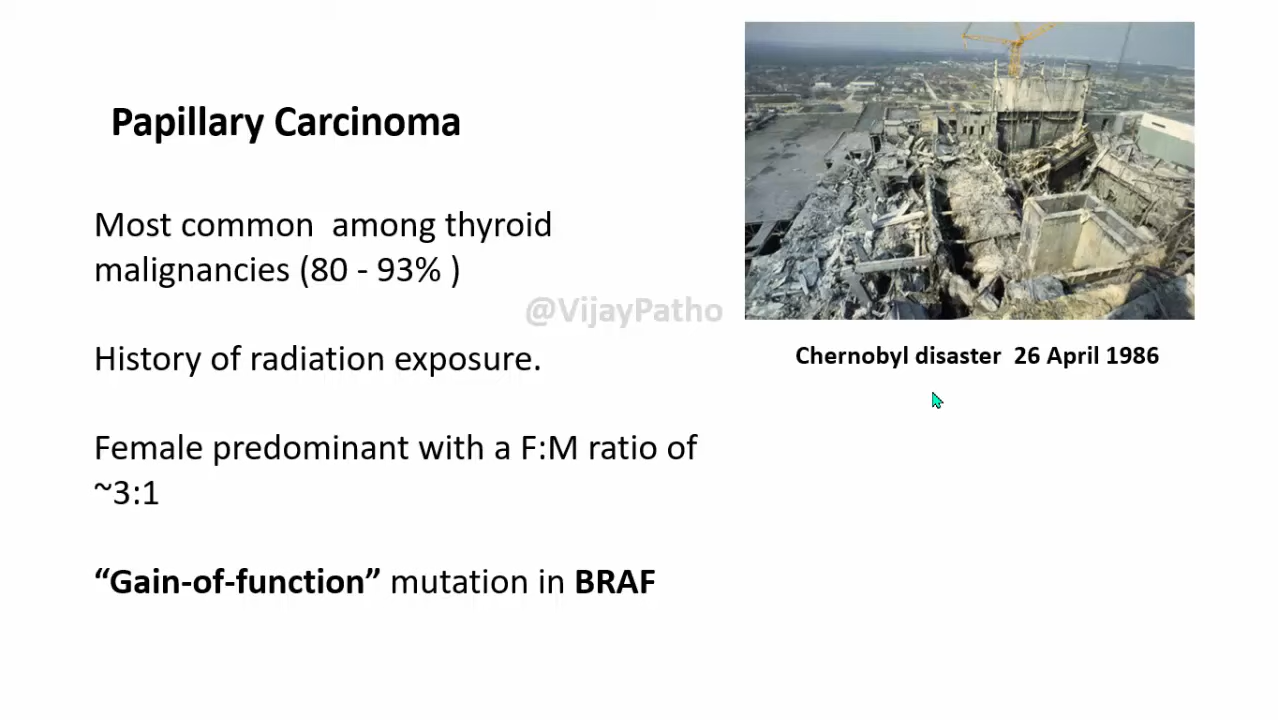 Papillary Carcinoma
Most common  among thyroid
malignancies (80 - 93% )
@VijayPatho
History of radiation exposure.
Chernobyl disaster  26 April 1986
Female predominant with a F:M ratio of
~3:1
“Gain-of-function” mutation in BRAF